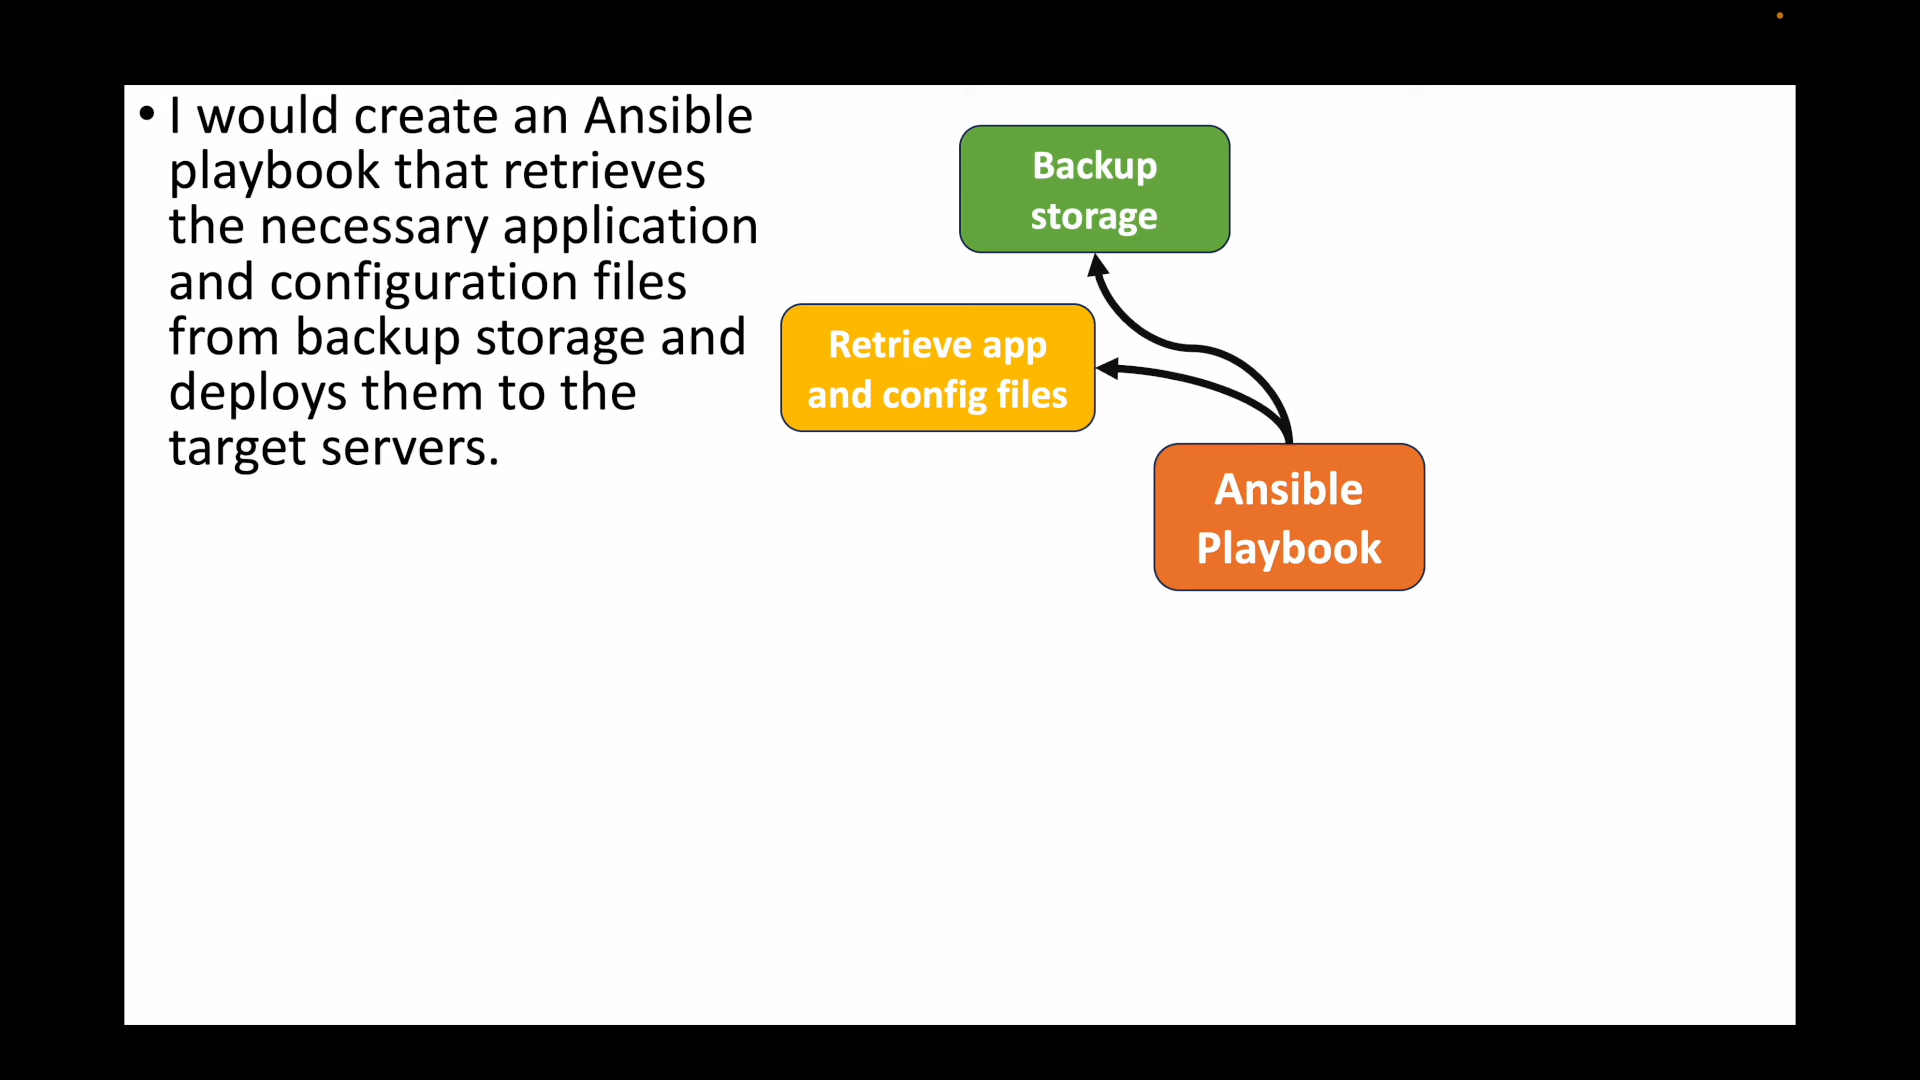 • I would create an Ansible
playbook that retrieves
the necessary application
and configuration files
from backup storage and
deploys them to the
target servers.
Backup
storage
Retrieve app
and config files
Ansible
Playbook